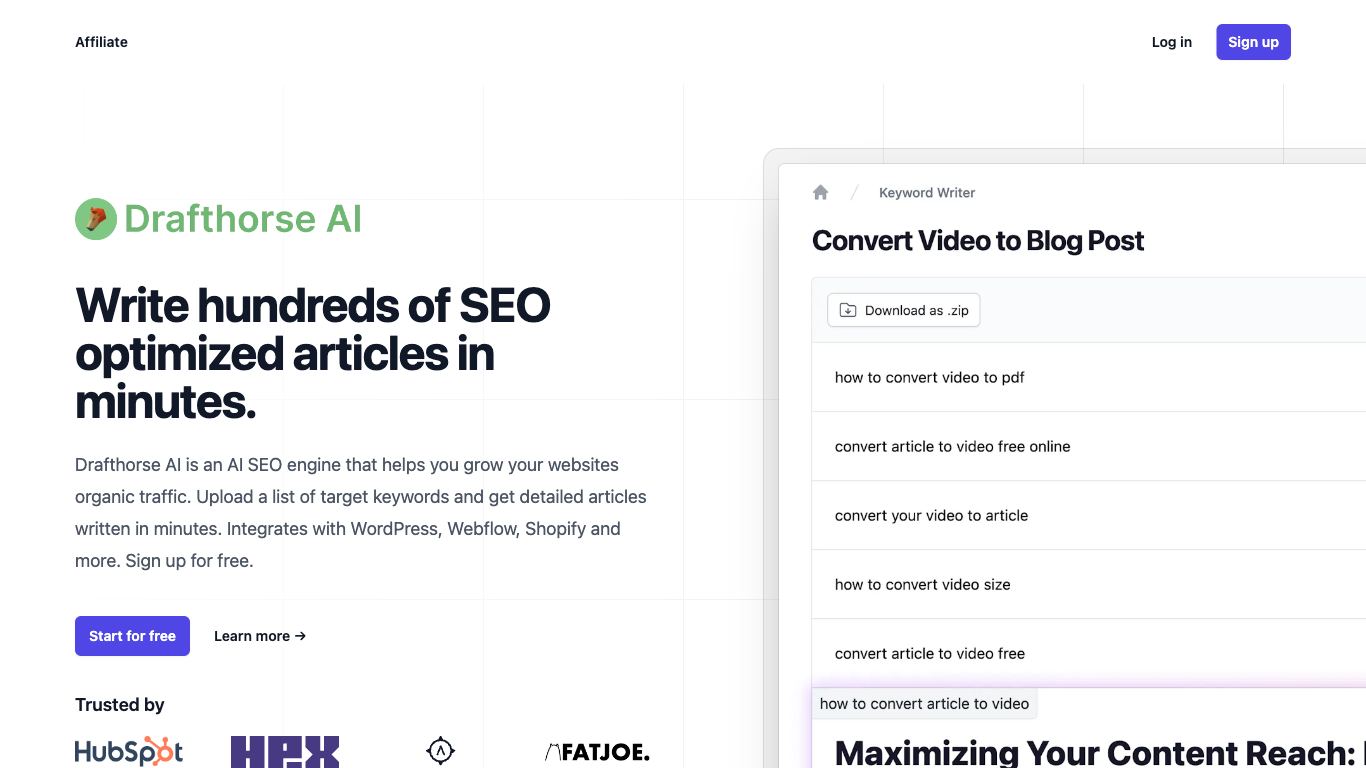 Affiliate
Log in
Sign up
Drafthorse AI
Write hundreds of SEO
optimized articles in
minutes.
Drafthorse AI is an AI SEO engine that helps you grow your websites
organic traffic. Upload a list of target keywords and get detailed articles
written in minutes. Integrates with WordPress, Webflow, Shopify and
more. Sign up for free.
Start for free
Learn more →
Trusted by
HubSpot
HEX
FATJOE.
Keyword Writer
Convert Video to Blog Post
Download as .zip
how to convert video to pdf
convert article to video free online
convert your video to article
how to convert video size
convert article to video free
how to convert article to video
Maximizing Your Content Reach: